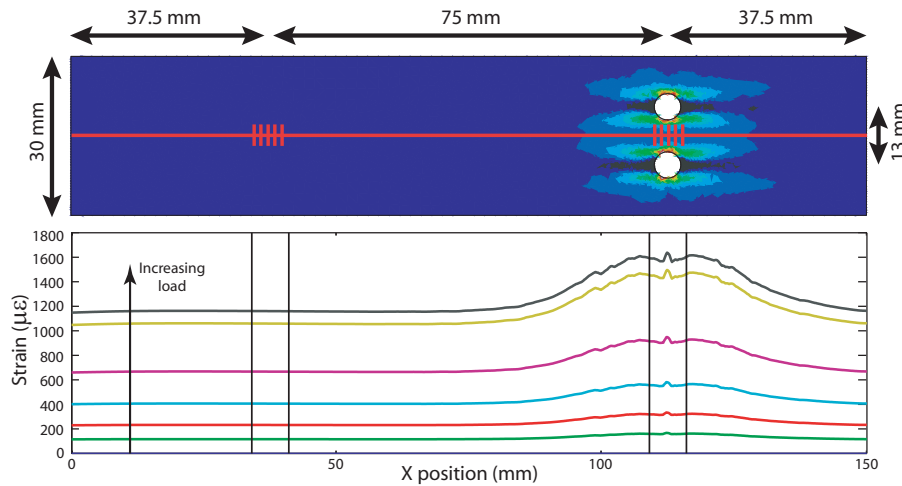 37.5 mm
75 mm
37.5 mm
30 mm
13 mm
1800
1600
1400
1200
1000
800
600
400
200
0
Strain (με)
Increasing
load
0
50
100
150
X position (mm)